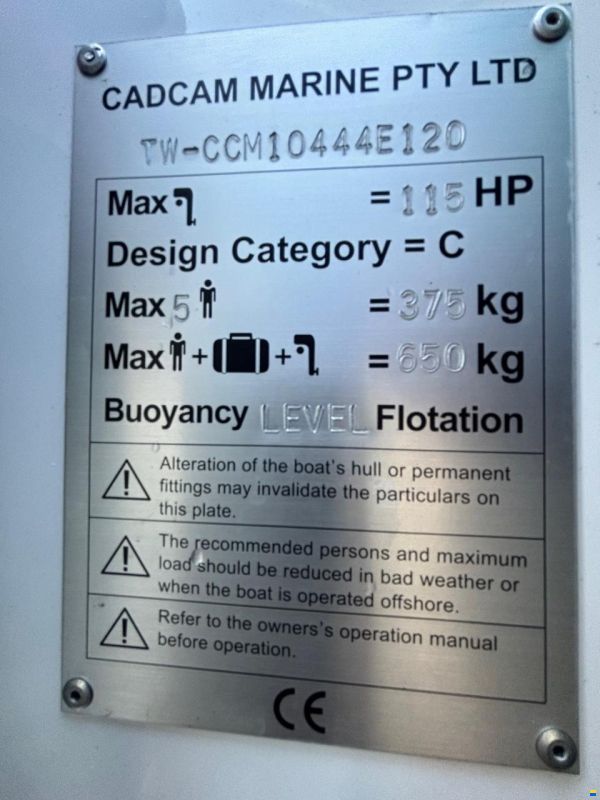 CADCAM MARINE PTY LTD
TW-CCM10444E120
Max = 115 HP
Design Category = C
Max 5 = 375 kg
Max + + = 650 kg
Buoyancy LEVEL Flotation
Alteration of the boat's hull or permanent
fittings may invalidate the particulars on
this plate.
The recommended persons and maximum
load should be reduced in bad weather or
when the boat is operated offshore.
Refer to the owners's operation manual
before operation.
CE